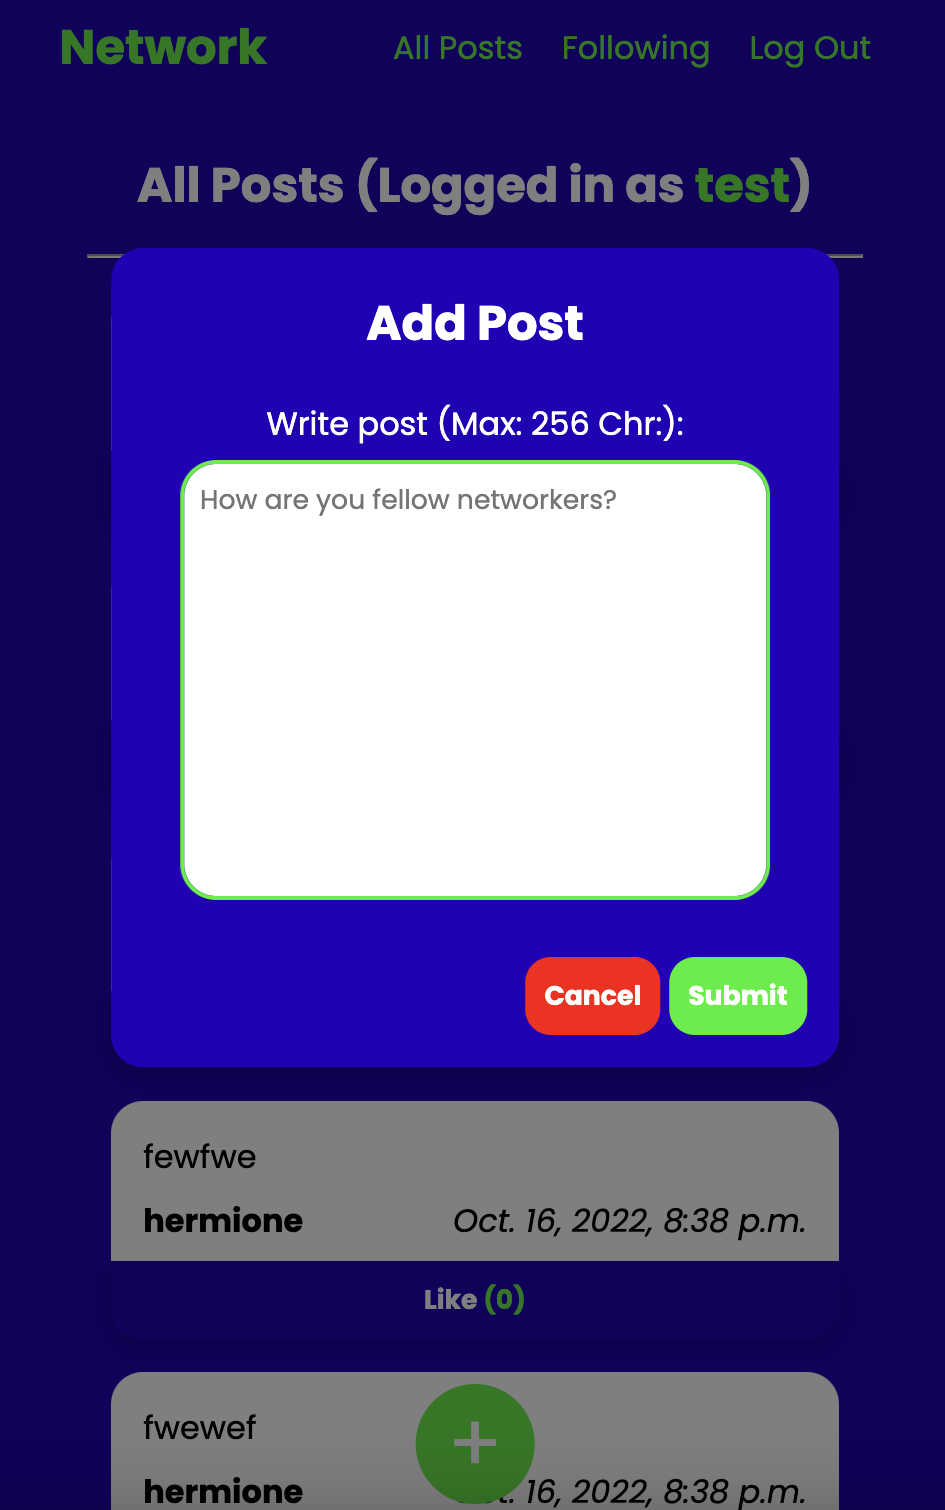 Network All Posts Following Log Out
All Posts (Logged in as test)
Add Post
Write post (Max: 256 Chr:):
How are you fellow networkers?
Cancel Submit
fewfwe
hermione Oct. 16, 2022, 8:38 p.m.
Like (0)
fwewef
+
hermione Oct. 16, 2022, 8:38 p.m.